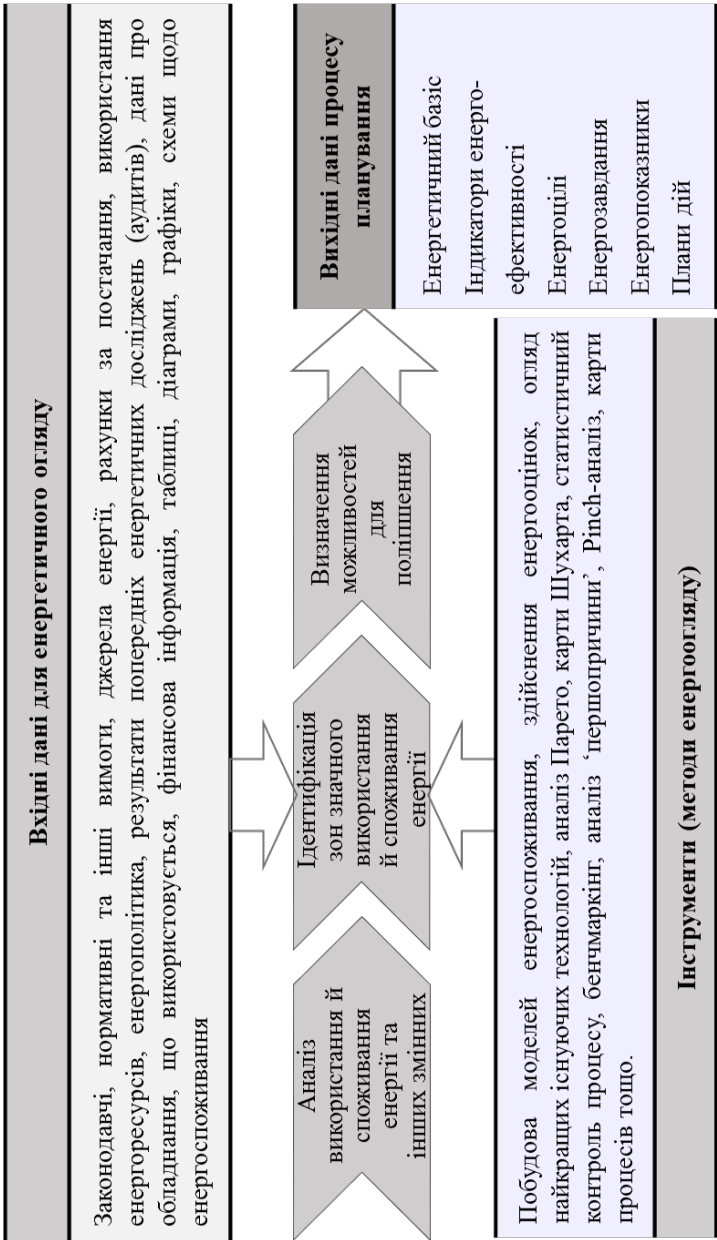 Вхідні дані для енергетичного огляду
Законодавчі, нормативні та інші вимоги, джерела енергії, рахунки за постачання, використання
енергоресурсів, енергополітика, результати попередніх енергетичних досліджень (аудитів), дані про
обладнання, що використовується, фінансова інформація, таблиці, діаграми, графіки, схеми щодо
енергоспоживання
Аналіз
використання й
споживання
енергії та
інших змінних
Ідентифікація
зон значного
використання
й споживання
енергії
Визначення
можливостей
для
поліпшення
Вихідні дані процесу
планування
Енергетичний базіс
Індикатори енерго-
ефективності
Енергоцілі
Енергозавдання
Енергопоказники
Плани дій
Побудова моделей енергоспоживання, здійснення енергооцінок, огляд
найкращих існуючих технологій, аналіз Парето, карти Шухарта, статистичний
контроль процесу, бенчмаркінг, аналіз ‘першопричини’, Pinch-аналіз, карти
процесів тощо.
Інструменти (методи енергоогляду)